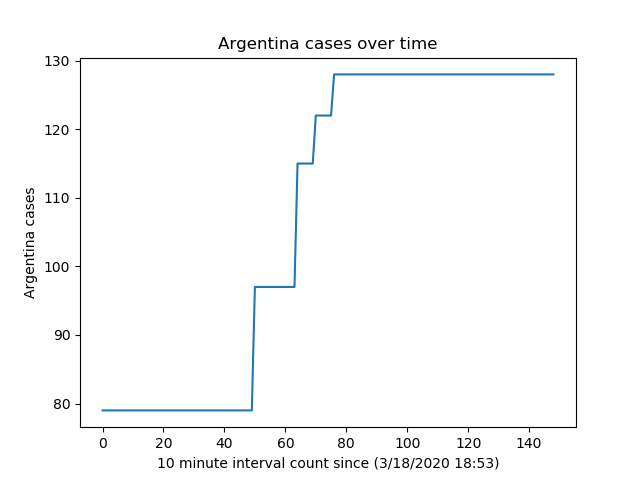 Argentina cases over time
130
120
110
100
90
80
Argentina cases
0 20 40 60 80 100 120 140
10 minute interval count since (3/18/2020 18:53)